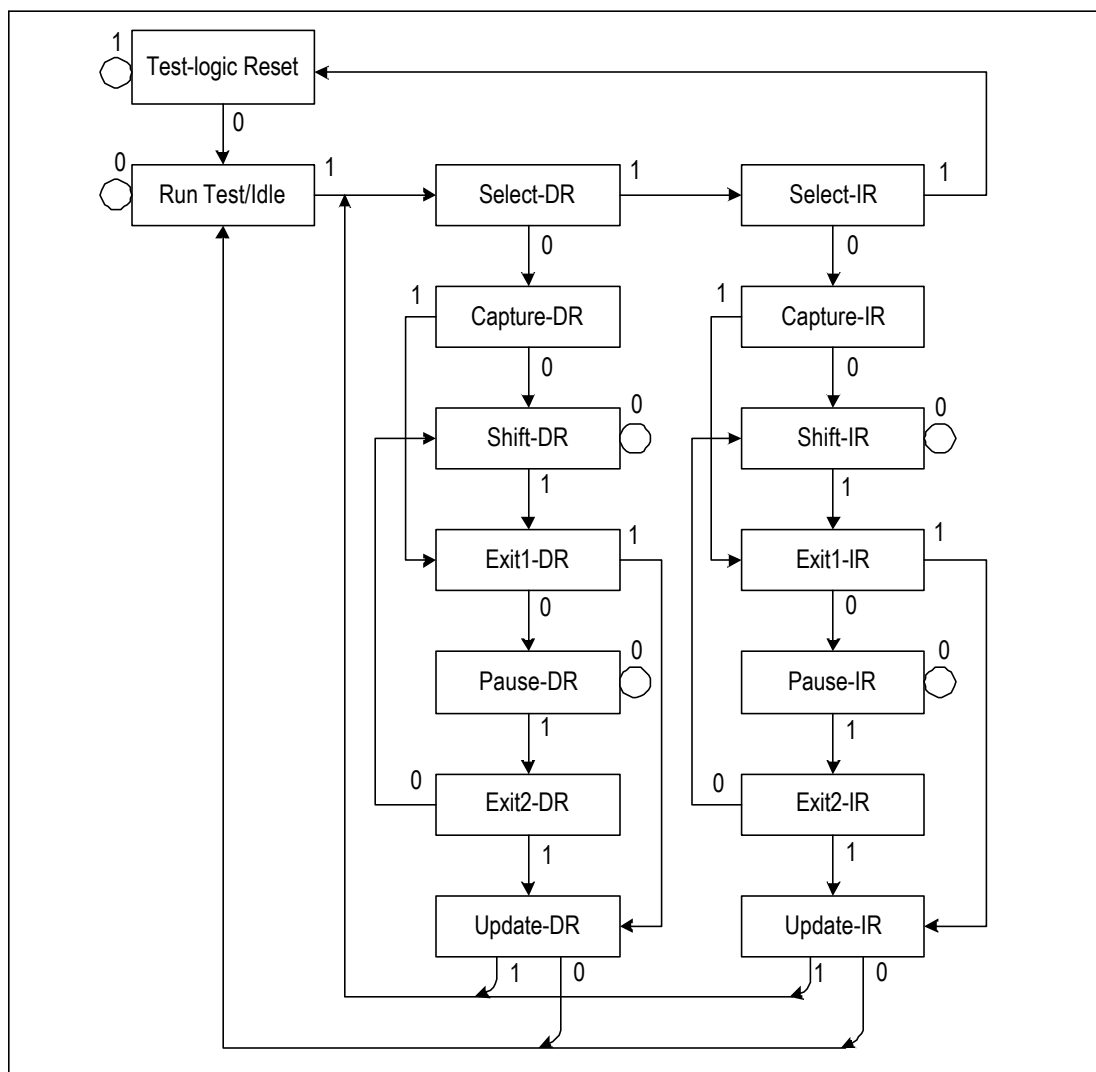 1
Test-logic Reset
0
0
Run Test/Idle
1
Select-DR
1
Select-IR
1
0
0
1
Capture-DR
1
Capture-IR
0
0
Shift-DR
0
Shift-IR
0
1
1
Exit1-DR
1
Exit1-IR
1
0
0
Pause-DR
0
Pause-IR
0
1
1
0
Exit2-DR
0
Exit2-IR
1
1
Update-DR
Update-IR
1
0
1
0